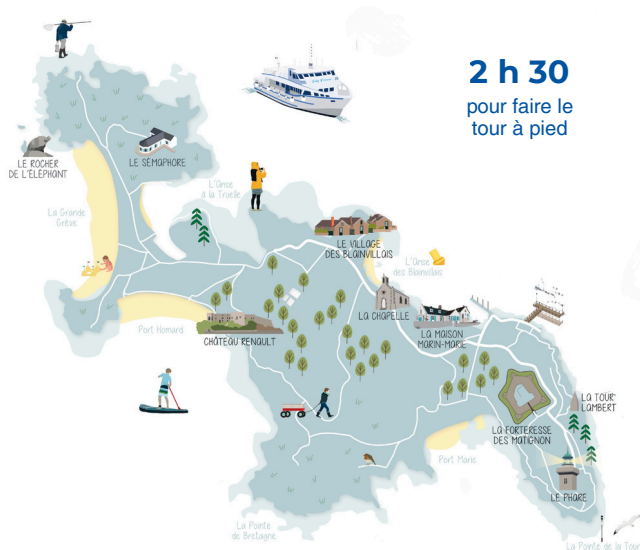 2 h 30
pour faire le
tour à pied
LE ROCHER
DE L'ÉLÉPHANT
LE SÉMAPHORE
L'Anse
à la Truelle
La Grande
Grève
LE VILLAGE
DES BLAINVILLAIS
L'Anse
des Blainvillais
LA CHAPELLE
LA MAISON
MARIN-MARIE
Port Homard
CHÂTEAU RENAULT
LA TOUR
LAMBERT
LA FORTERESSE
DES MATIGNON
Port Marie
LE PHARE
La Pointe
de Bretagne
La Pointe de la Tour